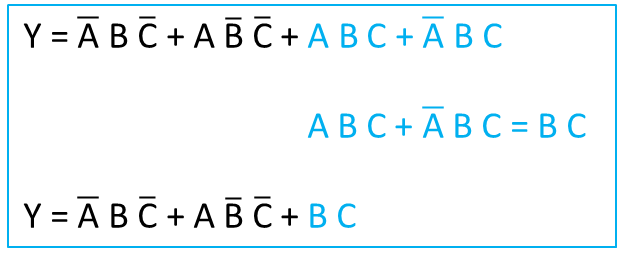 Y = A̅ B C̅ + A B̅ C̅ + A B C + A̅ B C
A B C + A̅ B C = B C
Y = A̅ B C̅ + A B̅ C̅ + B C